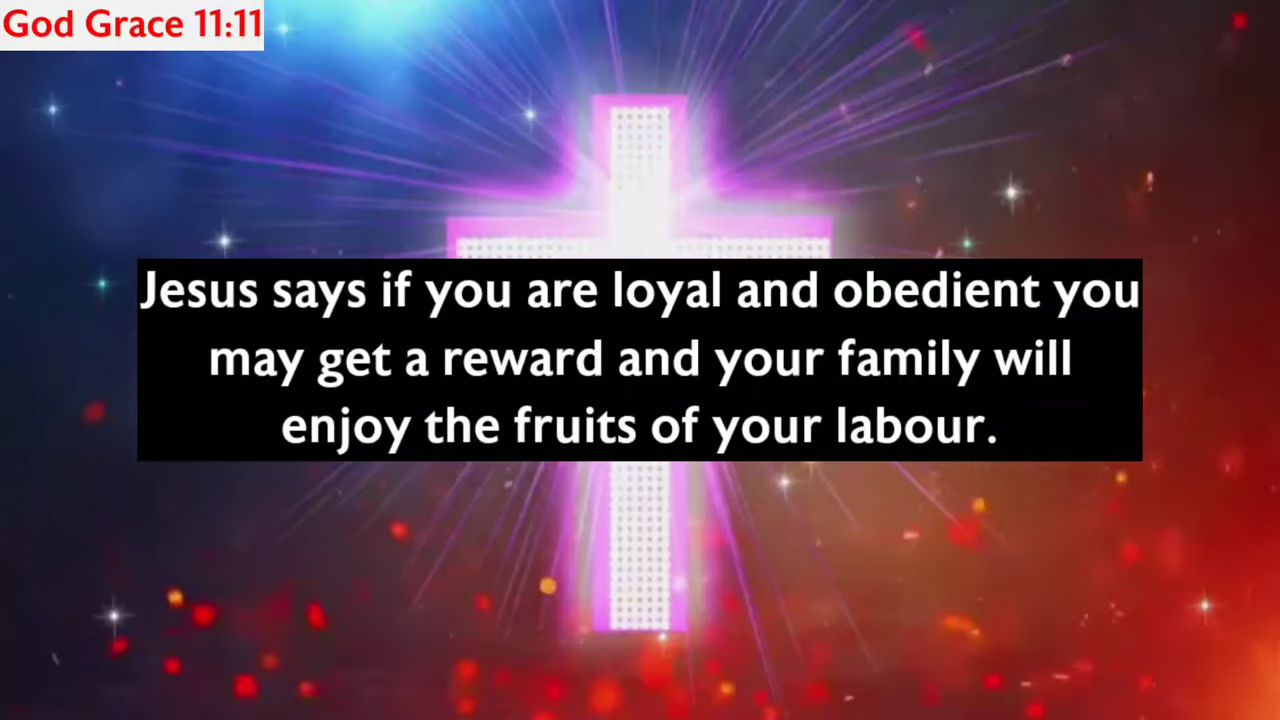 God Grace 11:11
Jesus says if you are loyal and obedient you
may get a reward and your family will
enjoy the fruits of your labour.